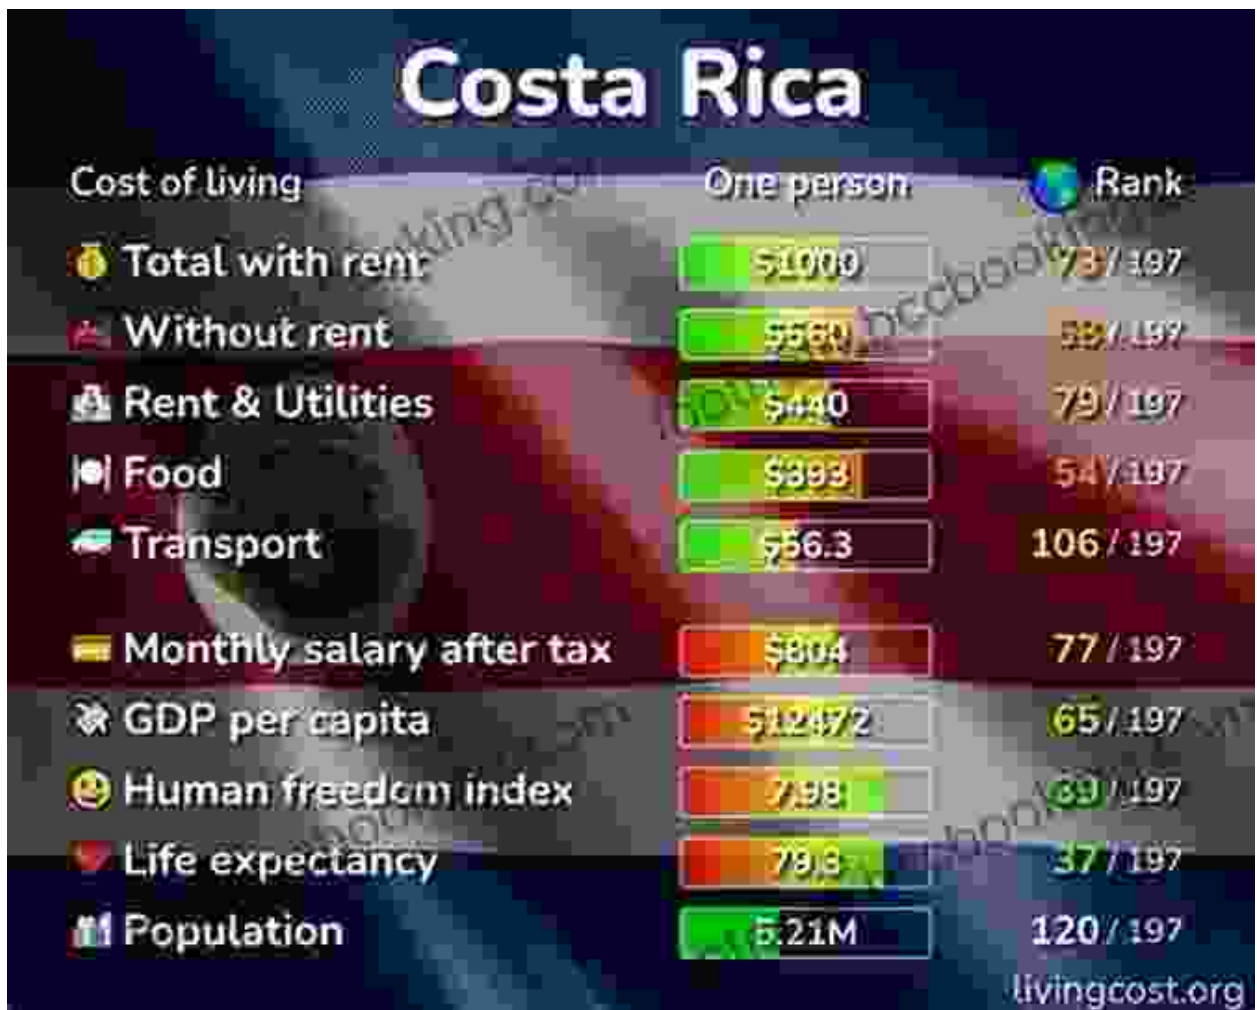 Costa Rica
Cost of living One person Rank
Total with rent $1000 73 / 197
Without rent $560 58 / 197
Rent & Utilities $440 79 / 197
Food $393 54 / 197
Transport $56.3 106 / 197
Monthly salary after tax $804 77 / 197
GDP per capita $12472 65 / 197
Human freedom index 7.98 39 / 197
Life expectancy 79.3 37 / 197
Population 5.21M 120 / 197
livingcost.org